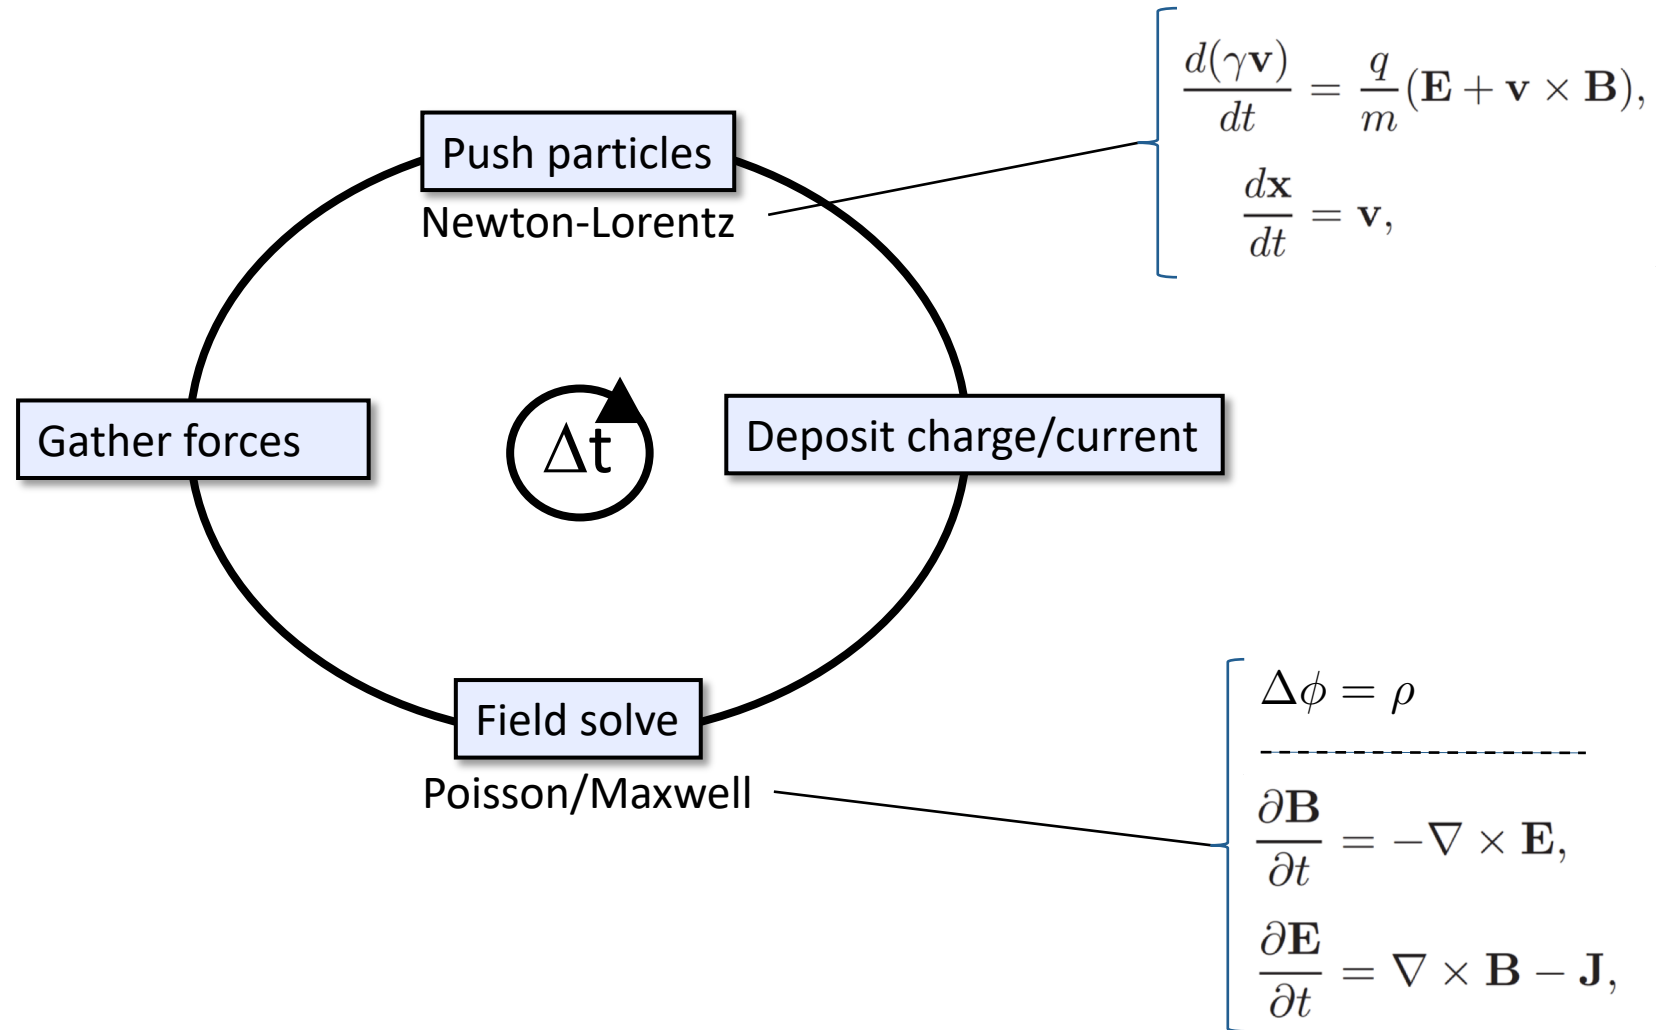 d(γv)/dt = q/m (E + v × B),
dx/dt = v,
Push particles
Newton-Lorentz
Gather forces
Δt
Deposit charge/current
Field solve
Poisson/Maxwell
Δϕ = ρ
∂B/∂t = −∇ × E,
∂E/∂t = ∇ × B − J,